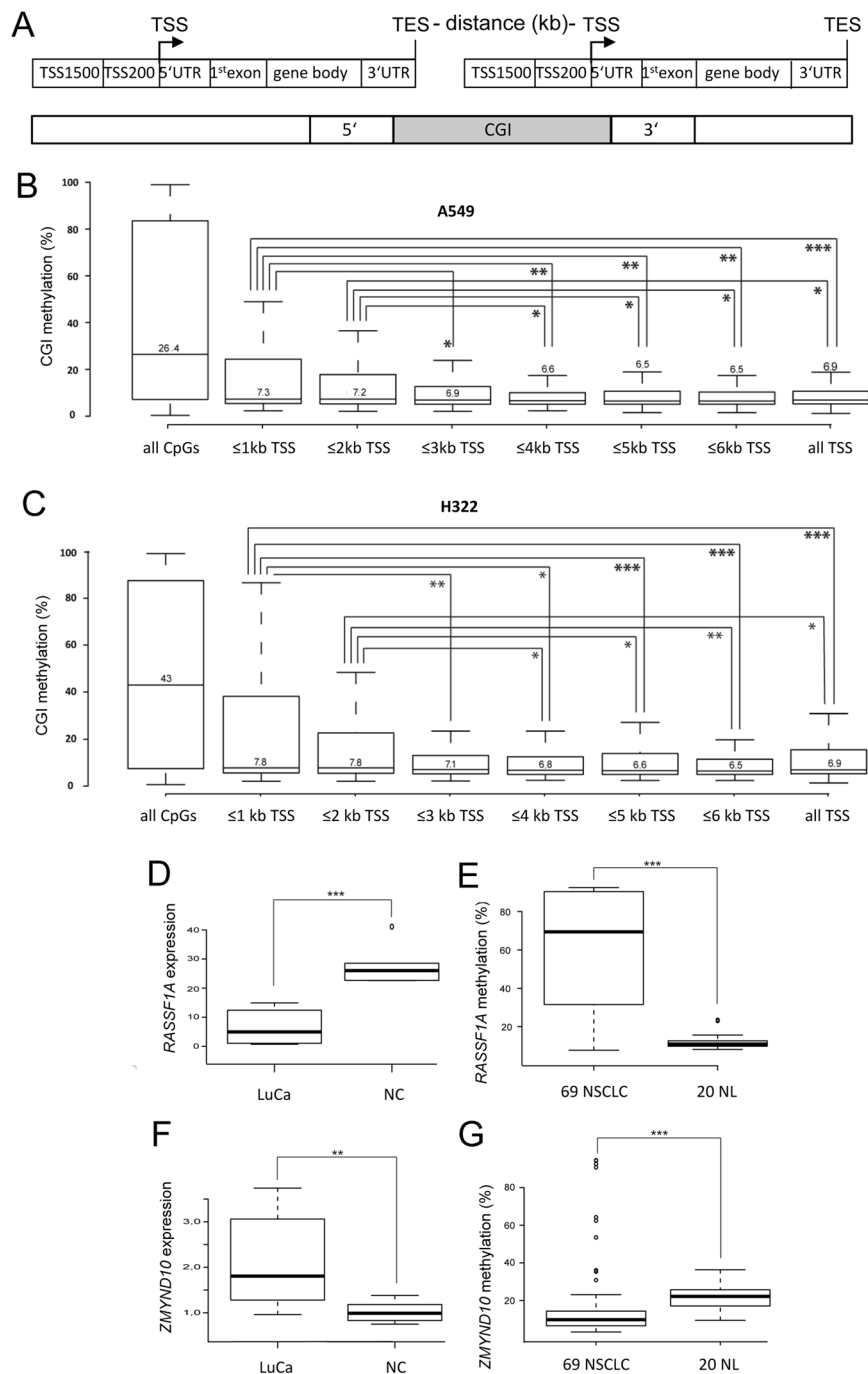 A
TSS TES - distance (kb)- TSS TES
TSS1500 TSS200 5‘UTR 1st exon gene body 3‘UTR TSS1500 TSS200 5‘UTR 1st exon gene body 3‘UTR
5‘ CGI 3‘
B
A549
CGI methylation (%)
100
80
60
40
20
0
***
**
**
**
*
*
*
*
*
26.4
7.3
7.2
6.9
6.6
6.5
6.5
6.9
all CpGs ≤1kb TSS ≤2kb TSS ≤3kb TSS ≤4kb TSS ≤5kb TSS ≤6kb TSS all TSS
C
H322
CGI methylation (%)
100
80
60
40
20
0
***
***
***
*
**
*
**
*
*
43
7.8
7.8
7.1
6.8
6.6
6.5
6.9
all CpGs ≤1 kb TSS ≤2 kb TSS ≤3 kb TSS ≤4 kb TSS ≤5 kb TSS ≤6 kb TSS all TSS
D
RASSF1A expression
***
40
30
20
10
0
LuCa NC
E
RASSF1A methylation (%)
***
80
60
40
20
69 NSCLC 20 NL
F
ZMYND10 expression
**
3,0
2,0
1,0
LuCa NC
G
ZMYND10 methylation (%)
***
80
60
40
20
69 NSCLC 20 NL